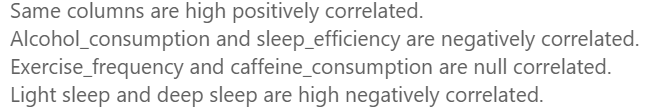 Same columns are high positively correlated.
Alcohol_consumption and sleep_efficiency are negatively correlated.
Exercise_frequency and caffeine_consumption are null correlated.
Light sleep and deep sleep are high negatively correlated.